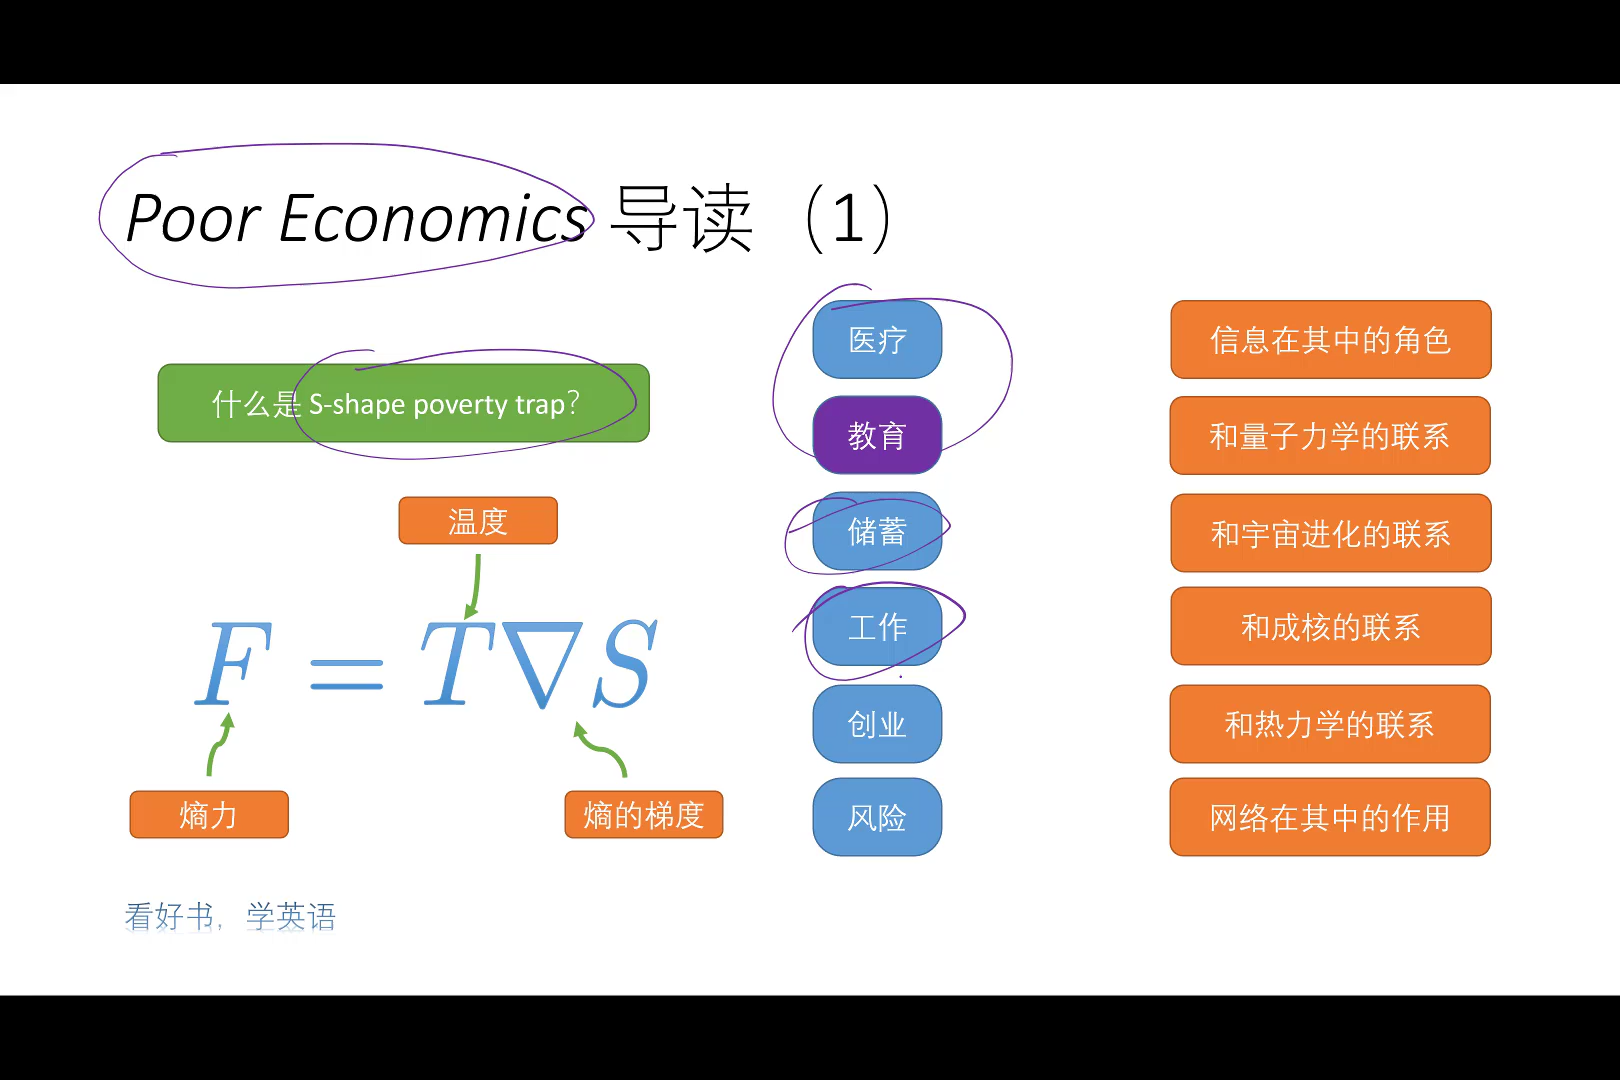 Poor Economics 导读（1）
什么是 S-shape poverty trap?
温度
F = T∇S
熵力
熵的梯度
看好书，学英语
医疗
教育
储蓄
工作
创业
风险
信息在其中的角色
和量子力学的联系
和宇宙进化的联系
和成核的联系
和热力学的联系
网络在其中的作用